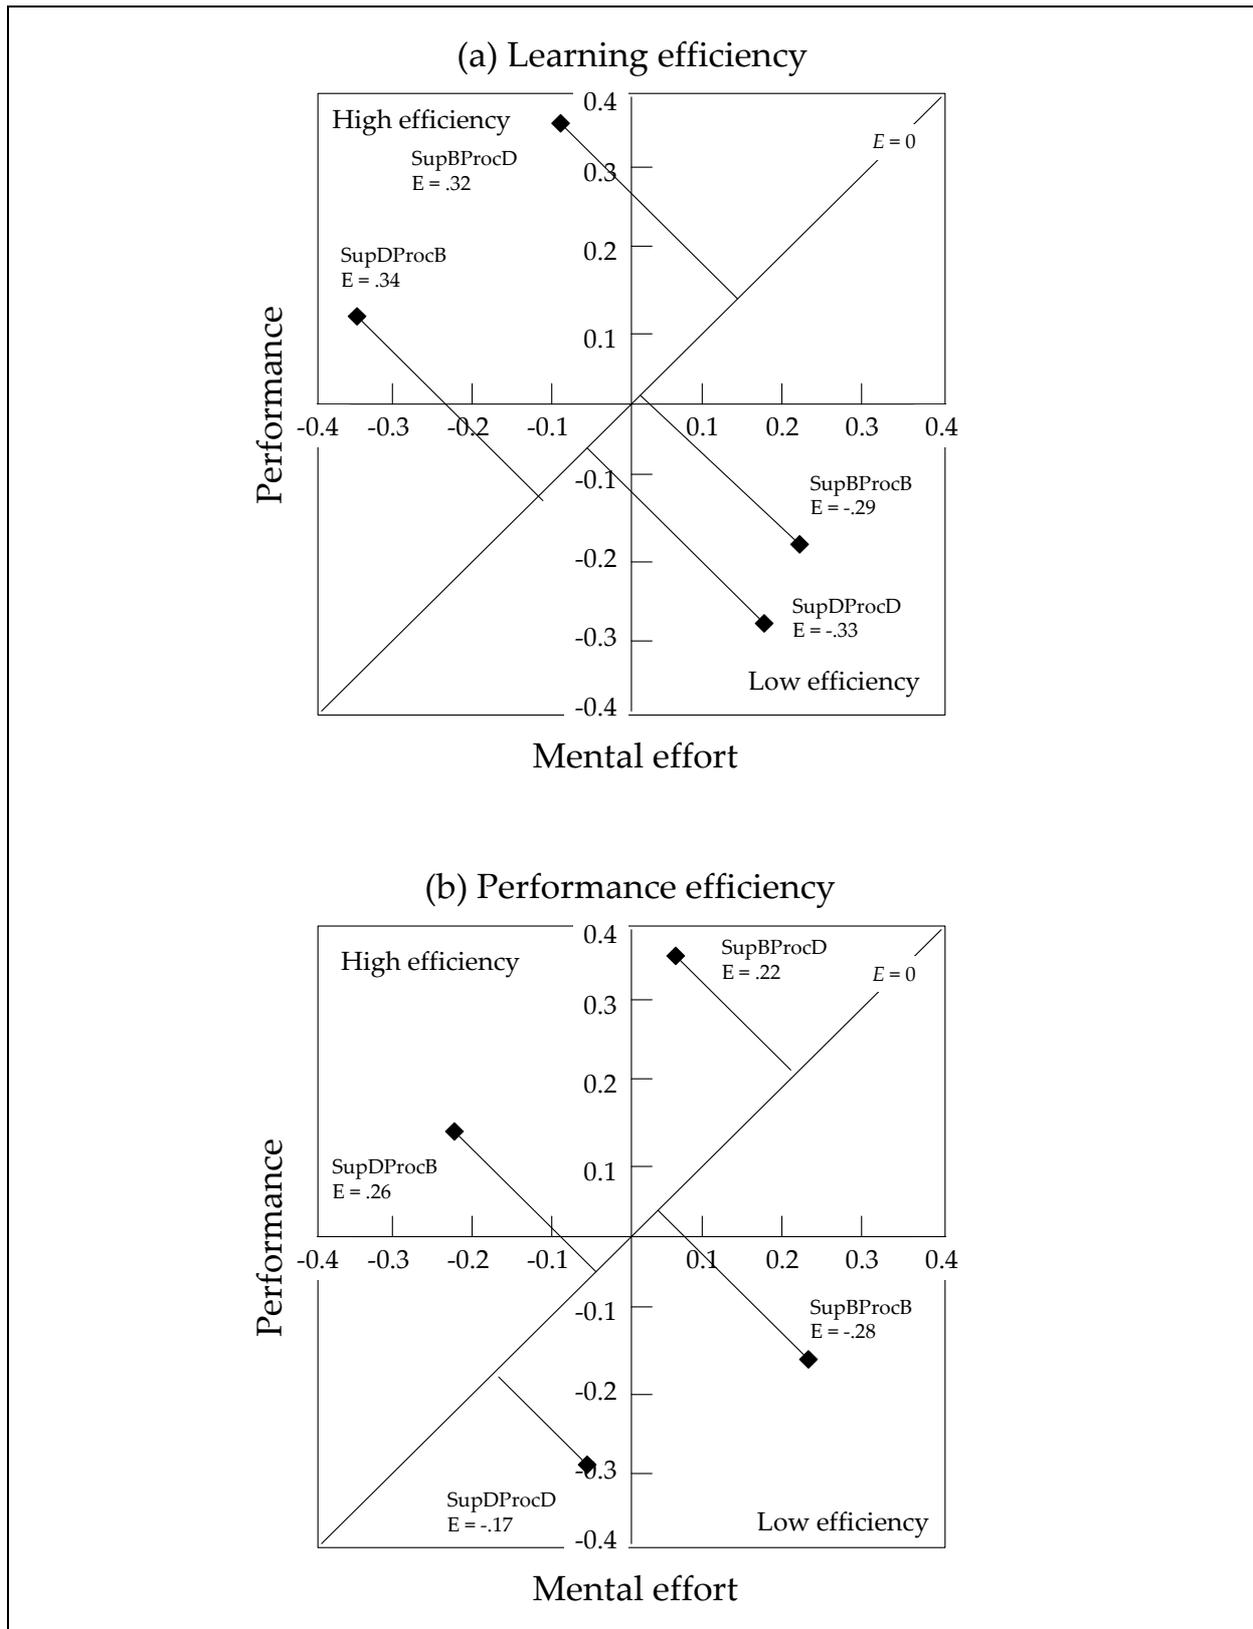 (a) Learning efficiency
0.4
High efficiency
E = 0
SupBProcD
E = .32
0.3
0.2
SupDProcB
E = .34
0.1
Performance
-0.4 -0.3 -0.2 -0.1 0.1 0.2 0.3 0.4
-0.1
SupBProcB
E = -.29
-0.2
SupDProcD
E = -.33
-0.3
Low efficiency
-0.4
Mental effort
(b) Performance efficiency
0.4
High efficiency
SupBProcD
E = .22
E = 0
0.3
0.2
0.1
SupDProcB
E = .26
Performance
-0.4 -0.3 -0.2 -0.1 0.1 0.2 0.3 0.4
-0.1
SupBProcB
E = -.28
-0.2
-0.3
SupDProcD
E = -.17
Low efficiency
-0.4
Mental effort